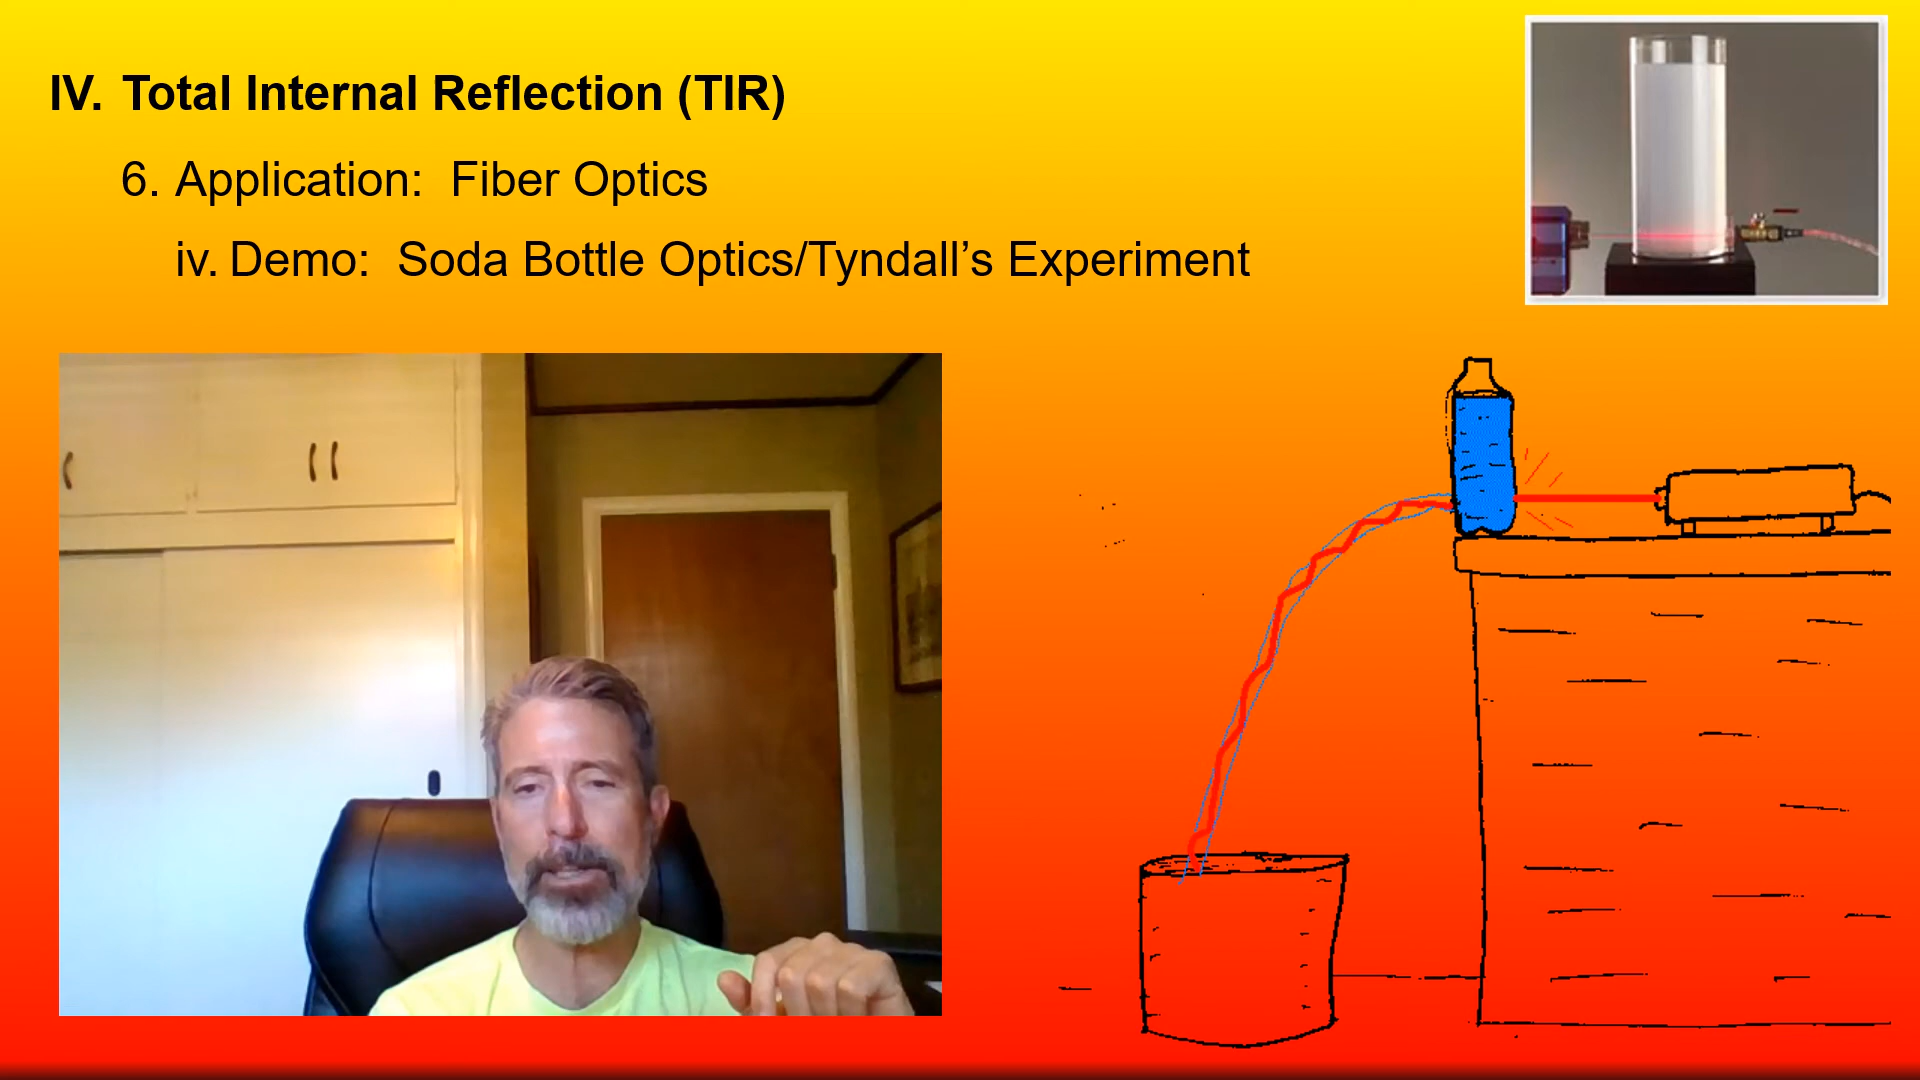 IV. Total Internal Reflection (TIR)
6. Application: Fiber Optics
iv. Demo: Soda Bottle Optics/Tyndall’s Experiment